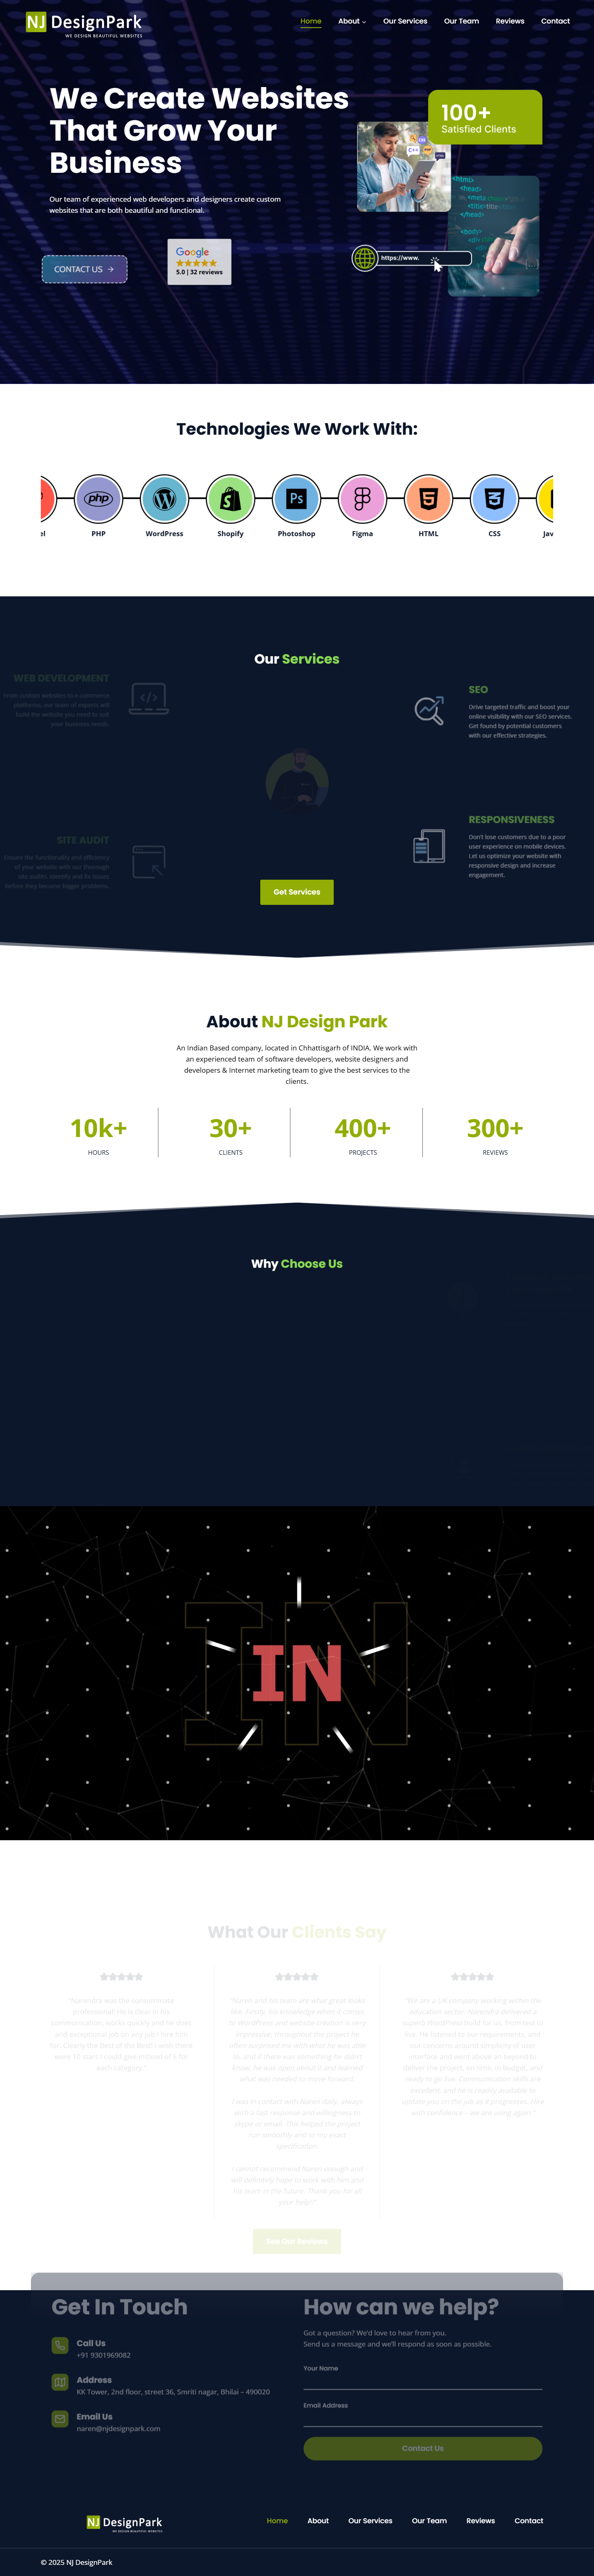 NJ DesignPark
WE DESIGN BEAUTIFUL WEBSITES
Home
About
Our Services
Our Team
Reviews
Contact
We Create Websites
That Grow Your
Business
Our team of experienced web developers and designers create custom
websites that are both beautiful and functional.
CONTACT US
Google
5.0 | 32 reviews
100+
Satisfied Clients
<html>
<head>
<meta
<title>title
</head>
<body>
https://www.
Technologies We Work With:
el
PHP
WordPress
Shopify
Photoshop
Figma
HTML
CSS
Jav
Our Services
WEB DEVELOPMENT
From custom websites to e-commerce
platforms, our team of experts will
build the website you need to suit
your business needs.
SEO
Drive targeted traffic and boost your
online visibility with our SEO services.
Get found by potential customers
with our effective strategies.
SITE AUDIT
Ensure the functionality and efficiency
of your website with our thorough
site audits. Identify and fix issues
before they become bigger problems.
RESPONSIVENESS
Don't lose customers due to a poor
user experience on mobile devices.
Let us optimize your website with
responsive design and increase
engagement.
Get Services
About NJ Design Park
An Indian Based company, located in Chhattisgarh of INDIA. We work with
an experienced team of software developers, website designers and
developers & Internet marketing team to give the best services to the
clients.
10k+
HOURS
30+
CLIENTS
400+
PROJECTS
300+
REVIEWS
Why Choose Us
IN
IN
What Our Clients Say
See Our Reviews
Get In Touch
Call Us
+91 9301969082
Address
KK Tower, 2nd floor, street 36, Smriti nagar, Bhilai – 490020
Email Us
naren@njdesignpark.com
How can we help?
Got a question? We'd love to hear from you.
Send us a message and we'll respond as soon as possible.
Your Name
Email Address
Contact Us
NJ DesignPark
WE DESIGN BEAUTIFUL WEBSITES
Home
About
Our Services
Our Team
Reviews
Contact
© 2025 NJ DesignPark